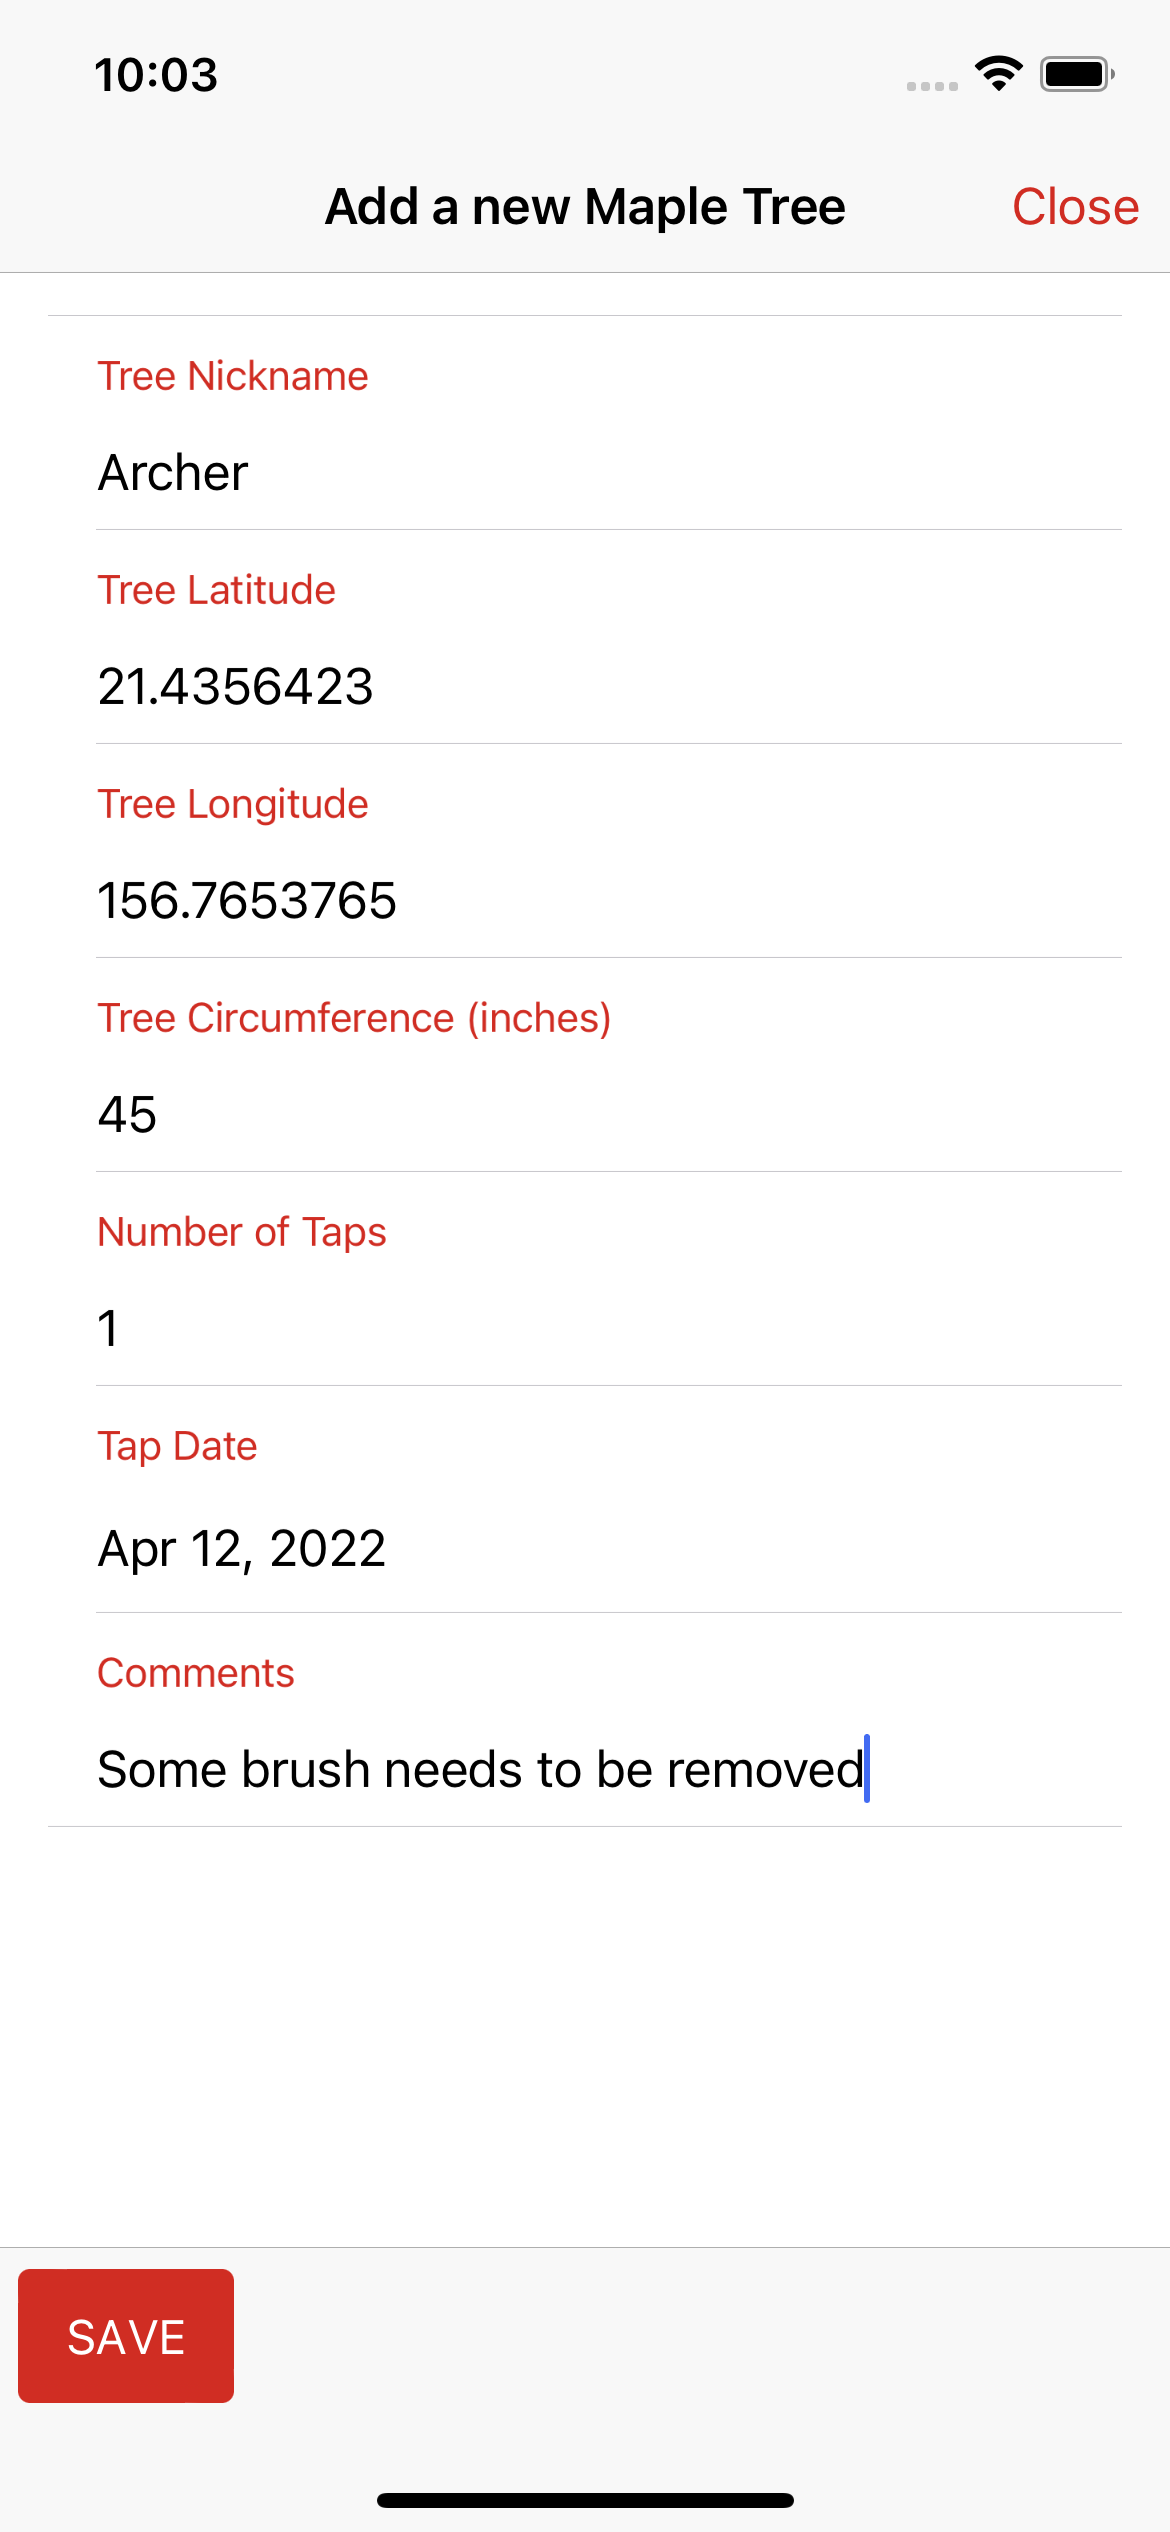 10:03
Add a new Maple Tree
Close
Tree Nickname
Archer
Tree Latitude
21.4356423
Tree Longitude
156.7653765
Tree Circumference (inches)
45
Number of Taps
1
Tap Date
Apr 12, 2022
Comments
Some brush needs to be removed
SAVE